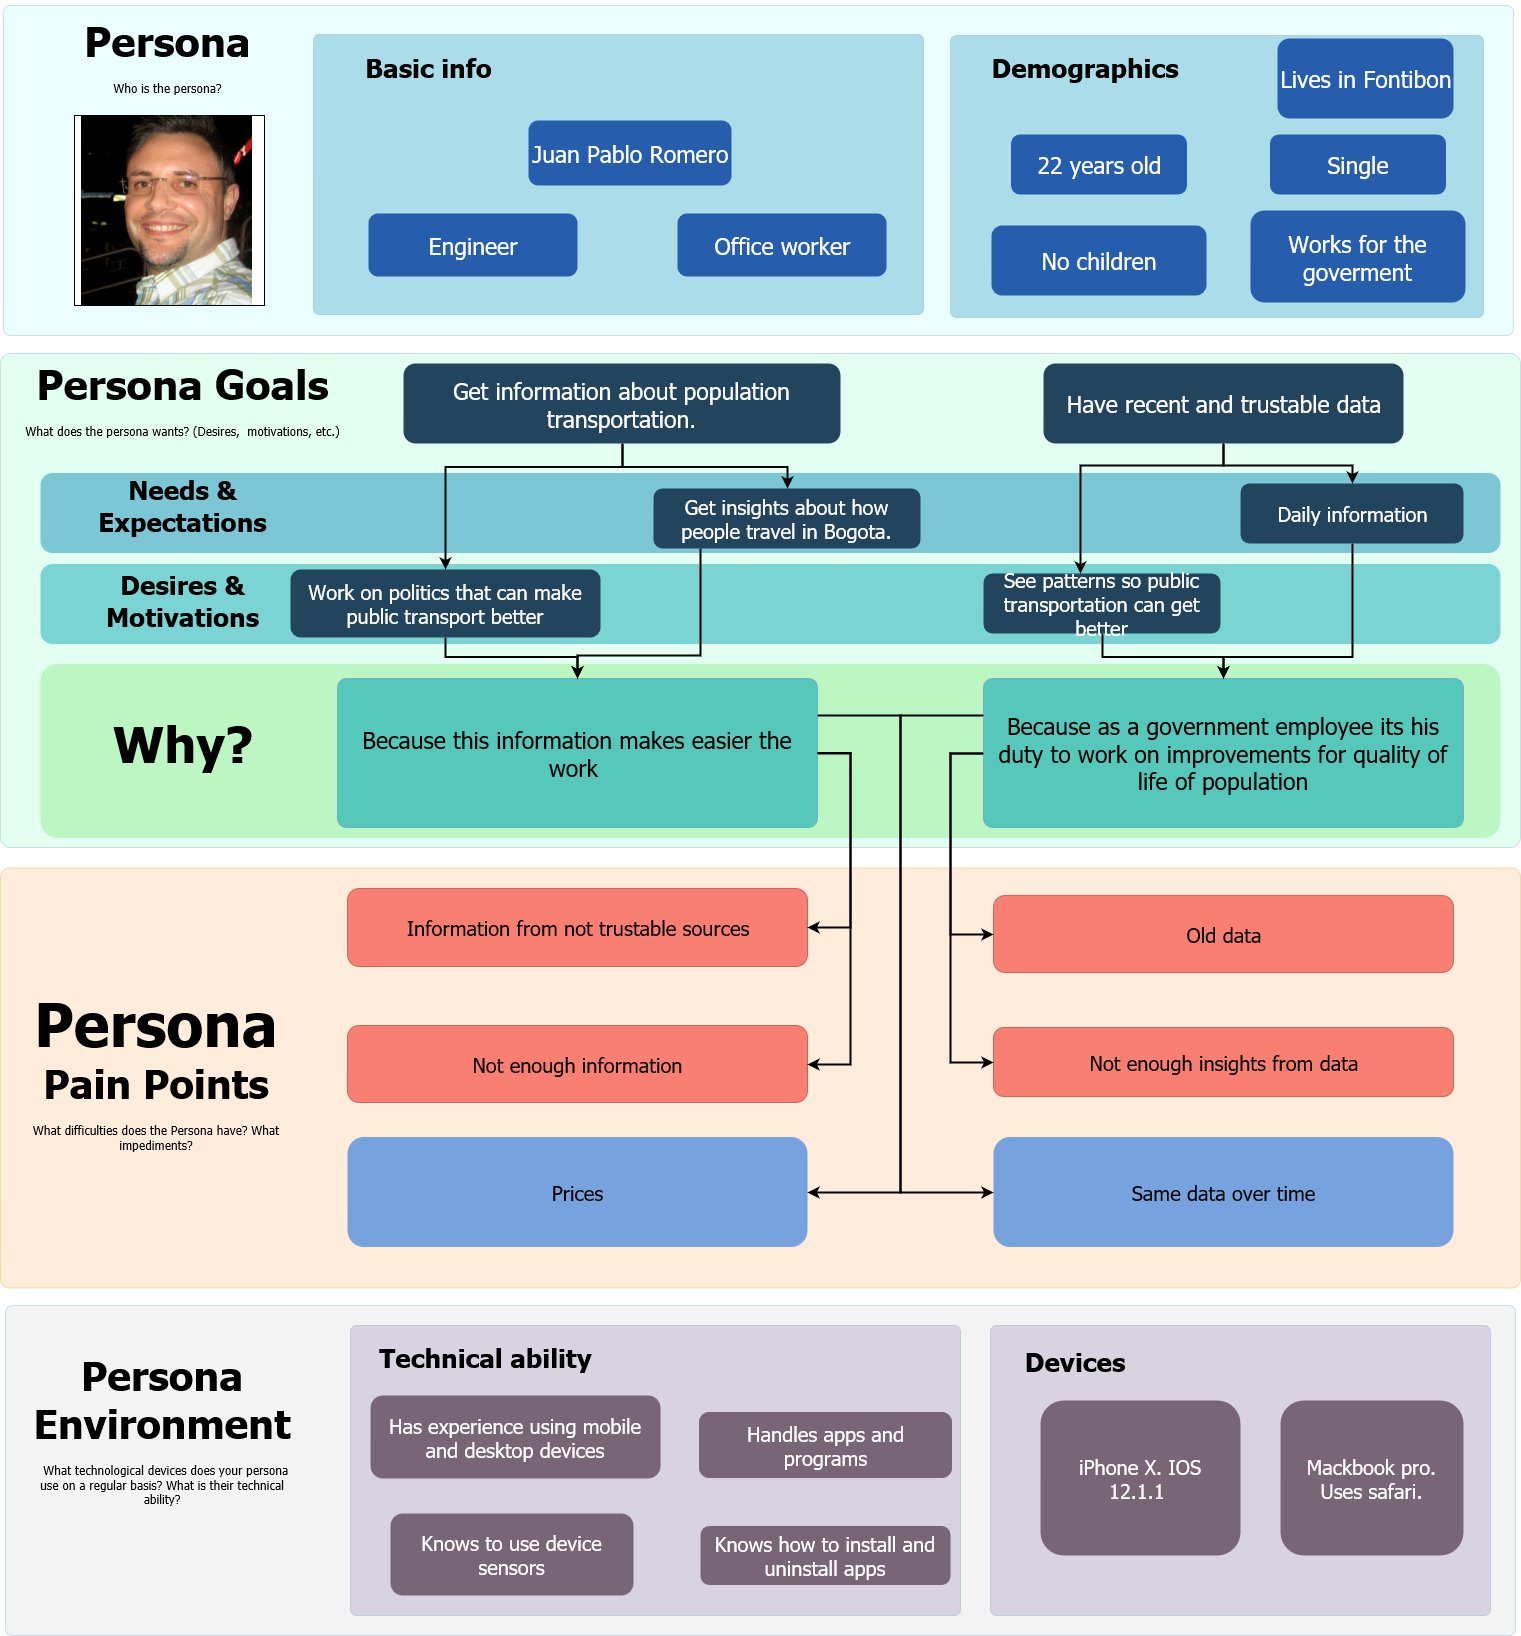 Persona
Who is the persona?
Basic info
Juan Pablo Romero
Engineer
Office worker
Demographics
Lives in Fontibon
22 years old
Single
No children
Works for the
goverment
Persona Goals
What does the persona wants? (Desires,  motivations, etc.)
Get information about population
transportation.
Have recent and trustable data
Needs &
Expectations
Get insights about how
people travel in Bogota.
Daily information
Desires &
Motivations
Work on politics that can make
public transport better
See patterns so public
transportation can get
better
Why?
Because this information makes easier the
work
Because as a government employee its his
duty to work on improvements for quality of
life of population
Persona
Pain Points
What difficulties does the Persona have? What
impediments?
Information from not trustable sources
Old data
Not enough information
Not enough insights from data
Prices
Same data over time
Persona
Environment
What technological devices does your persona
use on a regular basis? What is their technical
ability?
Technical ability
Has experience using mobile
and desktop devices
Handles apps and
programs
Knows to use device
sensors
Knows how to install and
uninstall apps
Devices
iPhone X. IOS
12.1.1
Mackbook pro.
Uses safari.